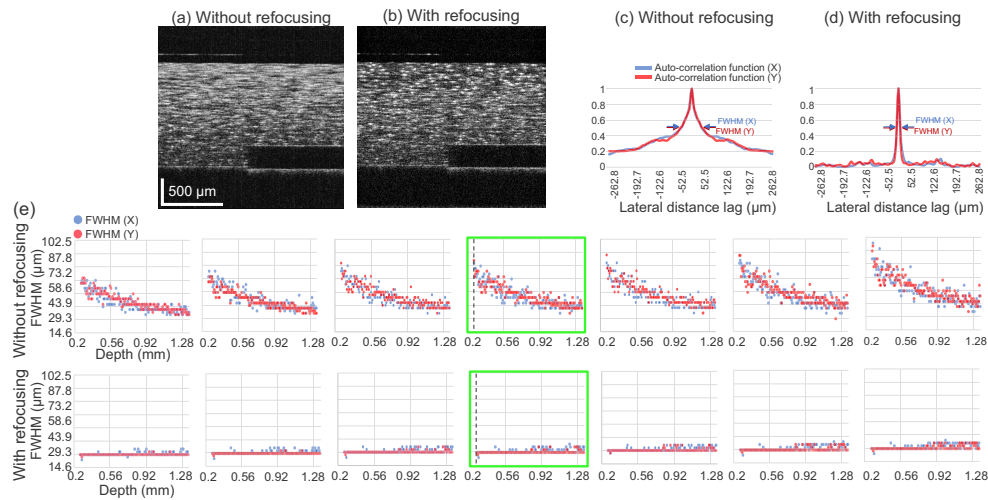 (a) Without refocusing
(b) With refocusing
(c) Without refocusing
(d) With refocusing
500 µm
Auto-correlation function (X)
Auto-correlation function (Y)
1
0.8
0.6
0.4
0.2
0
FWHM (X)
FWHM (Y)
-262.8
-192.7
-122.6
-52.5
52.5
122.6
192.7
262.8
Lateral distance lag (µm)
1
0.8
0.6
0.4
0.2
0
FWHM (X)
FWHM (Y)
-262.8
-192.7
-122.6
-52.5
52.5
122.6
192.7
262.8
Lateral distance lag (µm)
(e)
FWHM (X)
FWHM (Y)
Without refocusing
FWHM (µm)
102.5
87.8
73.2
58.6
43.9
29.3
14.6
0.2 0.56 0.92 1.28
Depth (mm)
0.2 0.56 0.92 1.28
0.2 0.56 0.92 1.28
0.2 0.56 0.92 1.28
0.2 0.56 0.92 1.28
0.2 0.56 0.92 1.28
0.2 0.56 0.92 1.28
With refocusing
FWHM (µm)
102.5
87.8
73.2
58.6
43.9
29.3
14.6
0.2 0.56 0.92 1.28
Depth (mm)
0.2 0.56 0.92 1.28
0.2 0.56 0.92 1.28
0.2 0.56 0.92 1.28
0.2 0.56 0.92 1.28
0.2 0.56 0.92 1.28
0.2 0.56 0.92 1.28